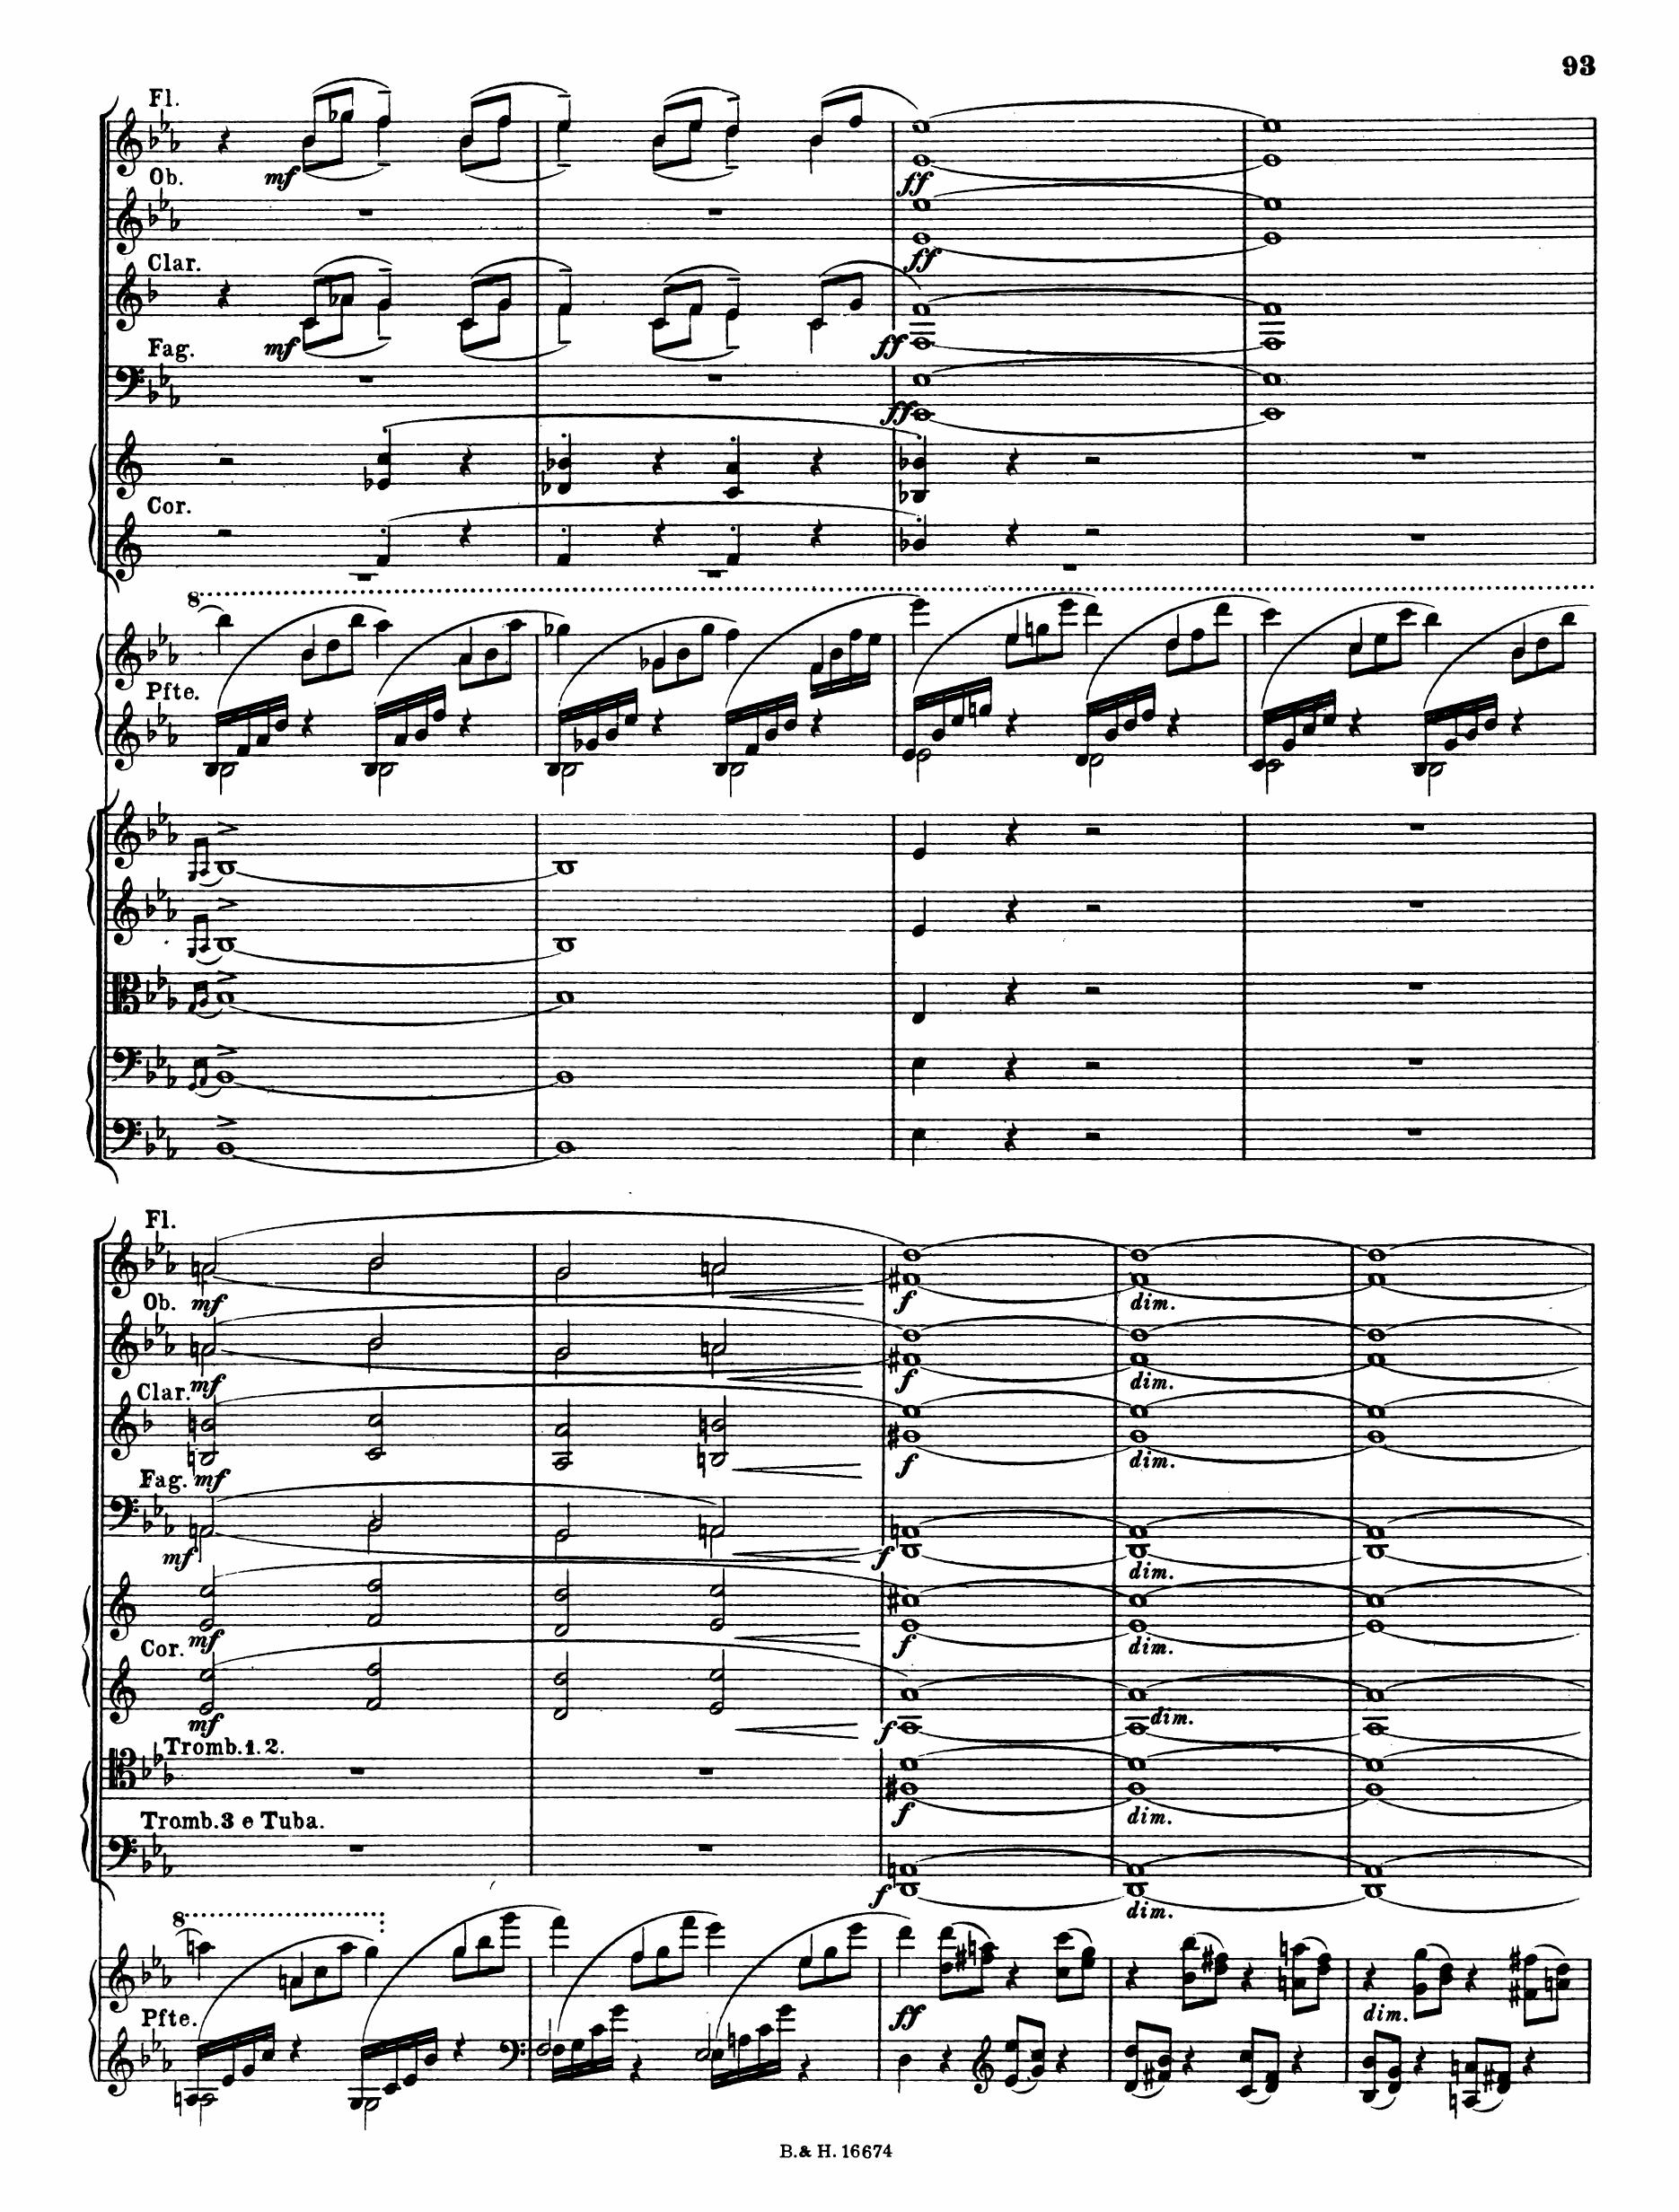 93
Fl.
mf
Ob.
ff
ff
Clar.
mf
Fag.
ff
ff
Cor.
8
Pfte.
Fl.
Ob. mf
f
dim.
Clar. mf
f
dim.
Fag. mf
f
dim.
mf
f
dim.
Cor. mf
f
dim.
mf
f
dim.
Tromb. 1. 2.
f
dim.
Tromb. 3 e Tuba.
f
dim.
8
Pfte.
ff
dim.
B. & H. 16674